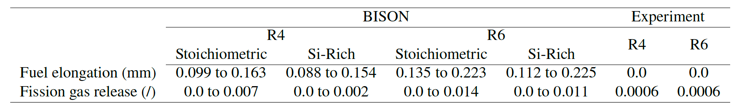 BISON Experiment
R4 R6 R4 R6
Stoichiometric Si-Rich Stoichiometric Si-Rich
Fuel elongation (mm) 0.099 to 0.163 0.088 to 0.154 0.135 to 0.223 0.112 to 0.225 0.0 0.0
Fission gas release (/) 0.0 to 0.007 0.0 to 0.002 0.0 to 0.014 0.0 to 0.011 0.0006 0.0006